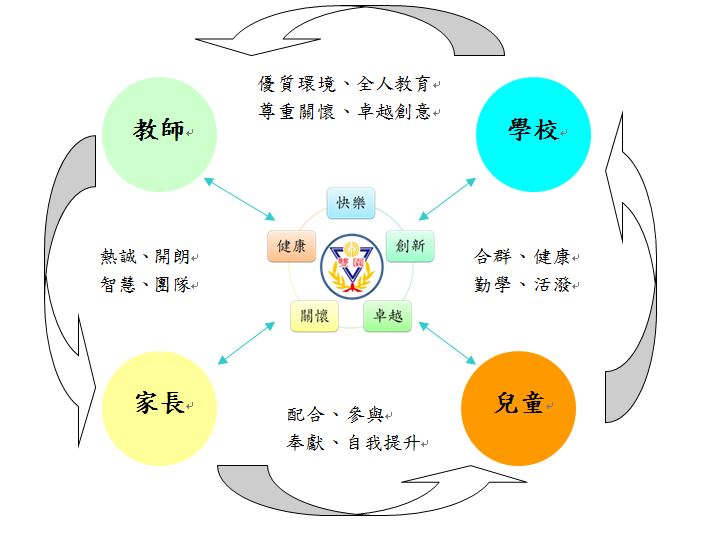 優質環境、全人教育
尊重關懷、卓越創意
教師
學校
快樂
健康
創新
雙園
熱誠、開朗
智慧、團隊
合群、健康
勤學、活潑
關懷
卓越
家長
兒童
配合、參與
奉獻、自我提升